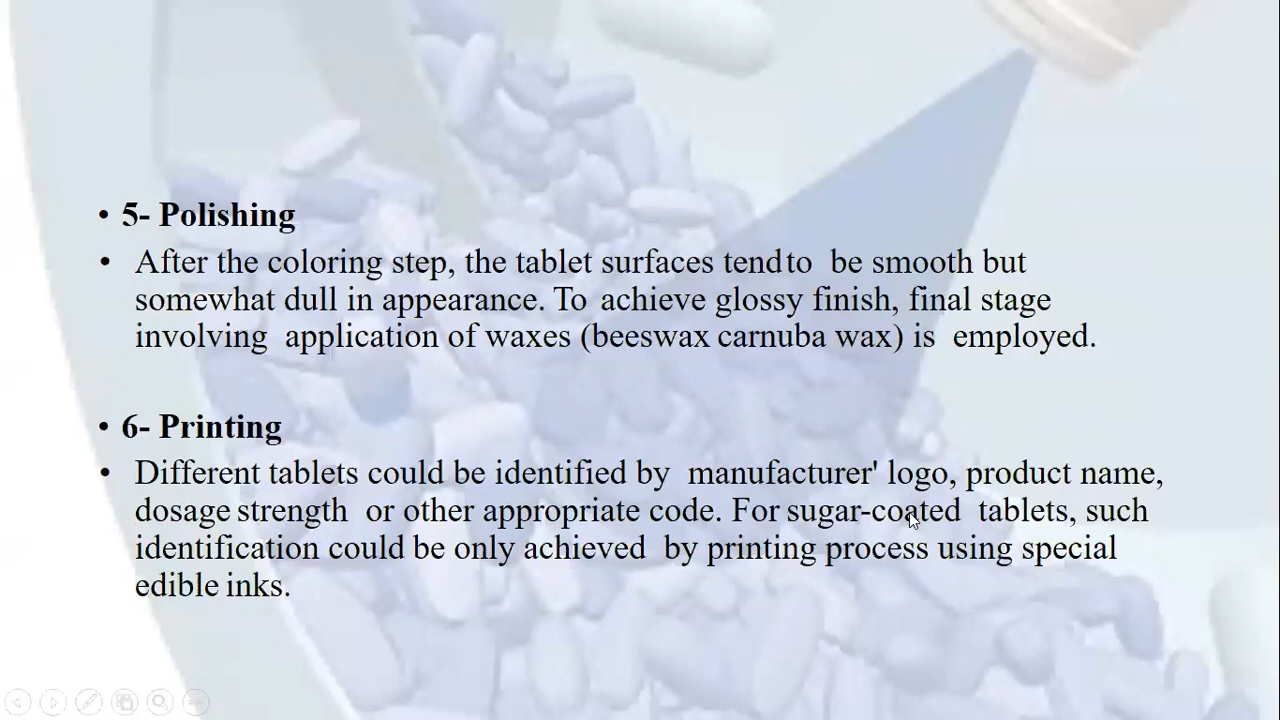 • 5- Polishing
• After the coloring step, the tablet surfaces tend to be smooth but
somewhat dull in appearance. To achieve glossy finish, final stage
involving application of waxes (beeswax carnuba wax) is employed.
• 6- Printing
• Different tablets could be identified by manufacturer' logo, product name,
dosage strength or other appropriate code. For sugar-coated tablets, such
identification could be only achieved by printing process using special
edible inks.